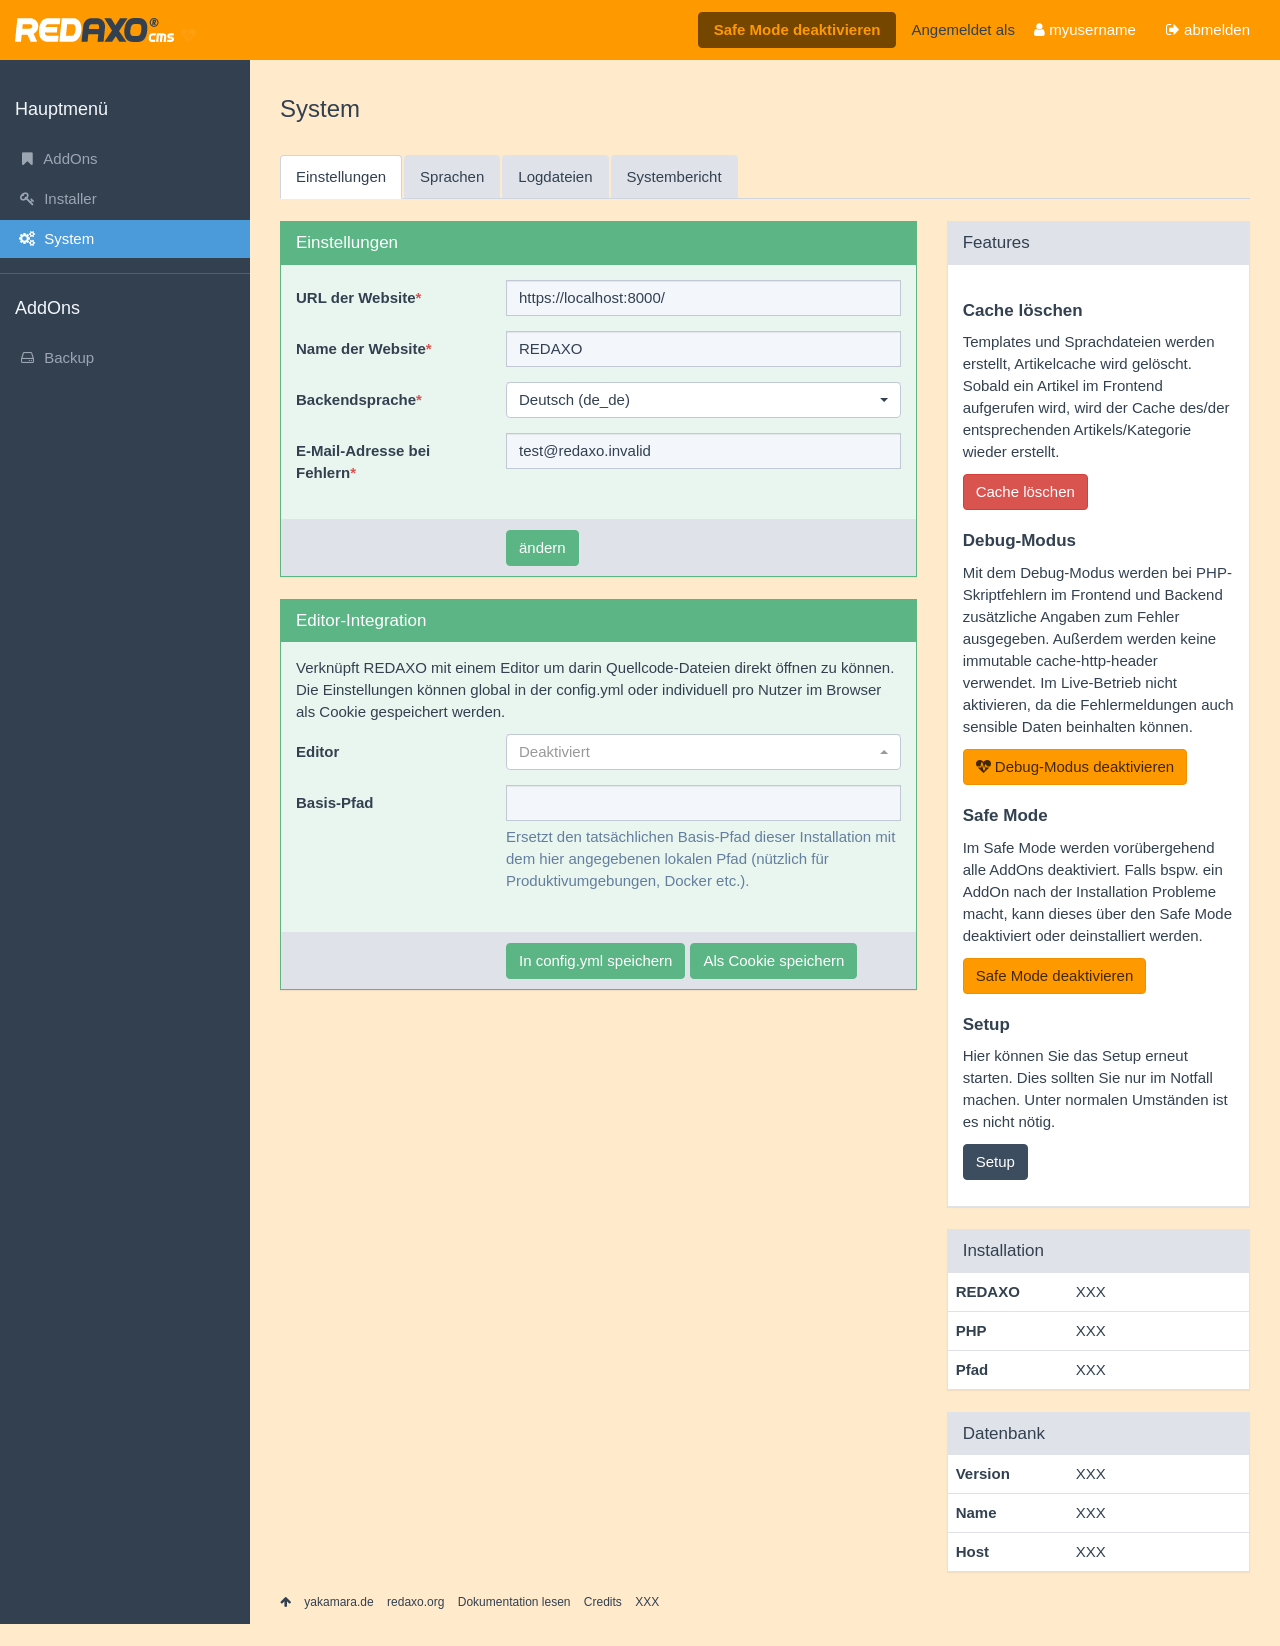 REDAXO® cms
Safe Mode deaktivieren
Angemeldet als
myusername
abmelden
Hauptmenü
AddOns
Installer
System
AddOns
Backup
System
Einstellungen
Sprachen
Logdateien
Systembericht
Einstellungen
URL der Website*
https://localhost:8000/
Name der Website*
REDAXO
Backendsprache*
Deutsch (de_de)
E-Mail-Adresse bei
Fehlern*
test@redaxo.invalid
ändern
Editor-Integration
Verknüpft REDAXO mit einem Editor um darin Quellcode-Dateien direkt öffnen zu können.
Die Einstellungen können global in der config.yml oder individuell pro Nutzer im Browser
als Cookie gespeichert werden.
Editor
Deaktiviert
Basis-Pfad
Ersetzt den tatsächlichen Basis-Pfad dieser Installation mit
dem hier angegebenen lokalen Pfad (nützlich für
Produktivumgebungen, Docker etc.).
In config.yml speichern
Als Cookie speichern
Features
Cache löschen
Templates und Sprachdateien werden
erstellt, Artikelcache wird gelöscht.
Sobald ein Artikel im Frontend
aufgerufen wird, wird der Cache des/der
entsprechenden Artikels/Kategorie
wieder erstellt.
Cache löschen
Debug-Modus
Mit dem Debug-Modus werden bei PHP-
Skriptfehlern im Frontend und Backend
zusätzliche Angaben zum Fehler
ausgegeben. Außerdem werden keine
immutable cache-http-header
verwendet. Im Live-Betrieb nicht
aktivieren, da die Fehlermeldungen auch
sensible Daten beinhalten können.
Debug-Modus deaktivieren
Safe Mode
Im Safe Mode werden vorübergehend
alle AddOns deaktiviert. Falls bspw. ein
AddOn nach der Installation Probleme
macht, kann dieses über den Safe Mode
deaktiviert oder deinstalliert werden.
Safe Mode deaktivieren
Setup
Hier können Sie das Setup erneut
starten. Dies sollten Sie nur im Notfall
machen. Unter normalen Umständen ist
es nicht nötig.
Setup
Installation
REDAXO XXX
PHP XXX
Pfad XXX
Datenbank
Version XXX
Name XXX
Host XXX
yakamara.de redaxo.org Dokumentation lesen Credits XXX